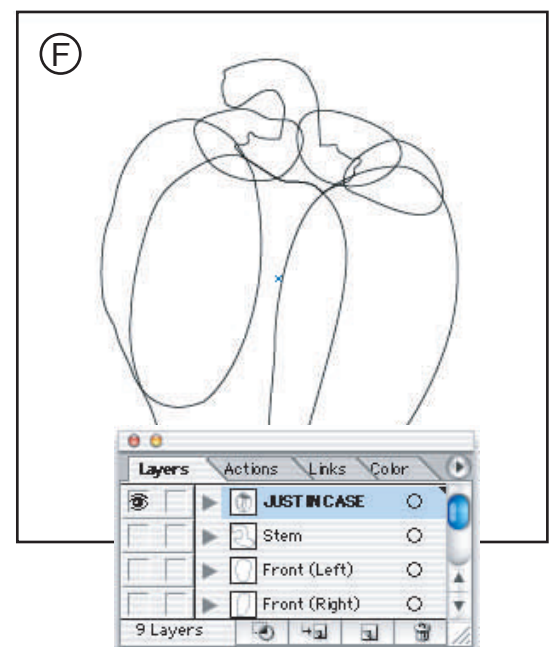 F
Layers Actions Links Color
JUST IN CASE
Stem
Front (Left)
Front (Right)
9 Layers